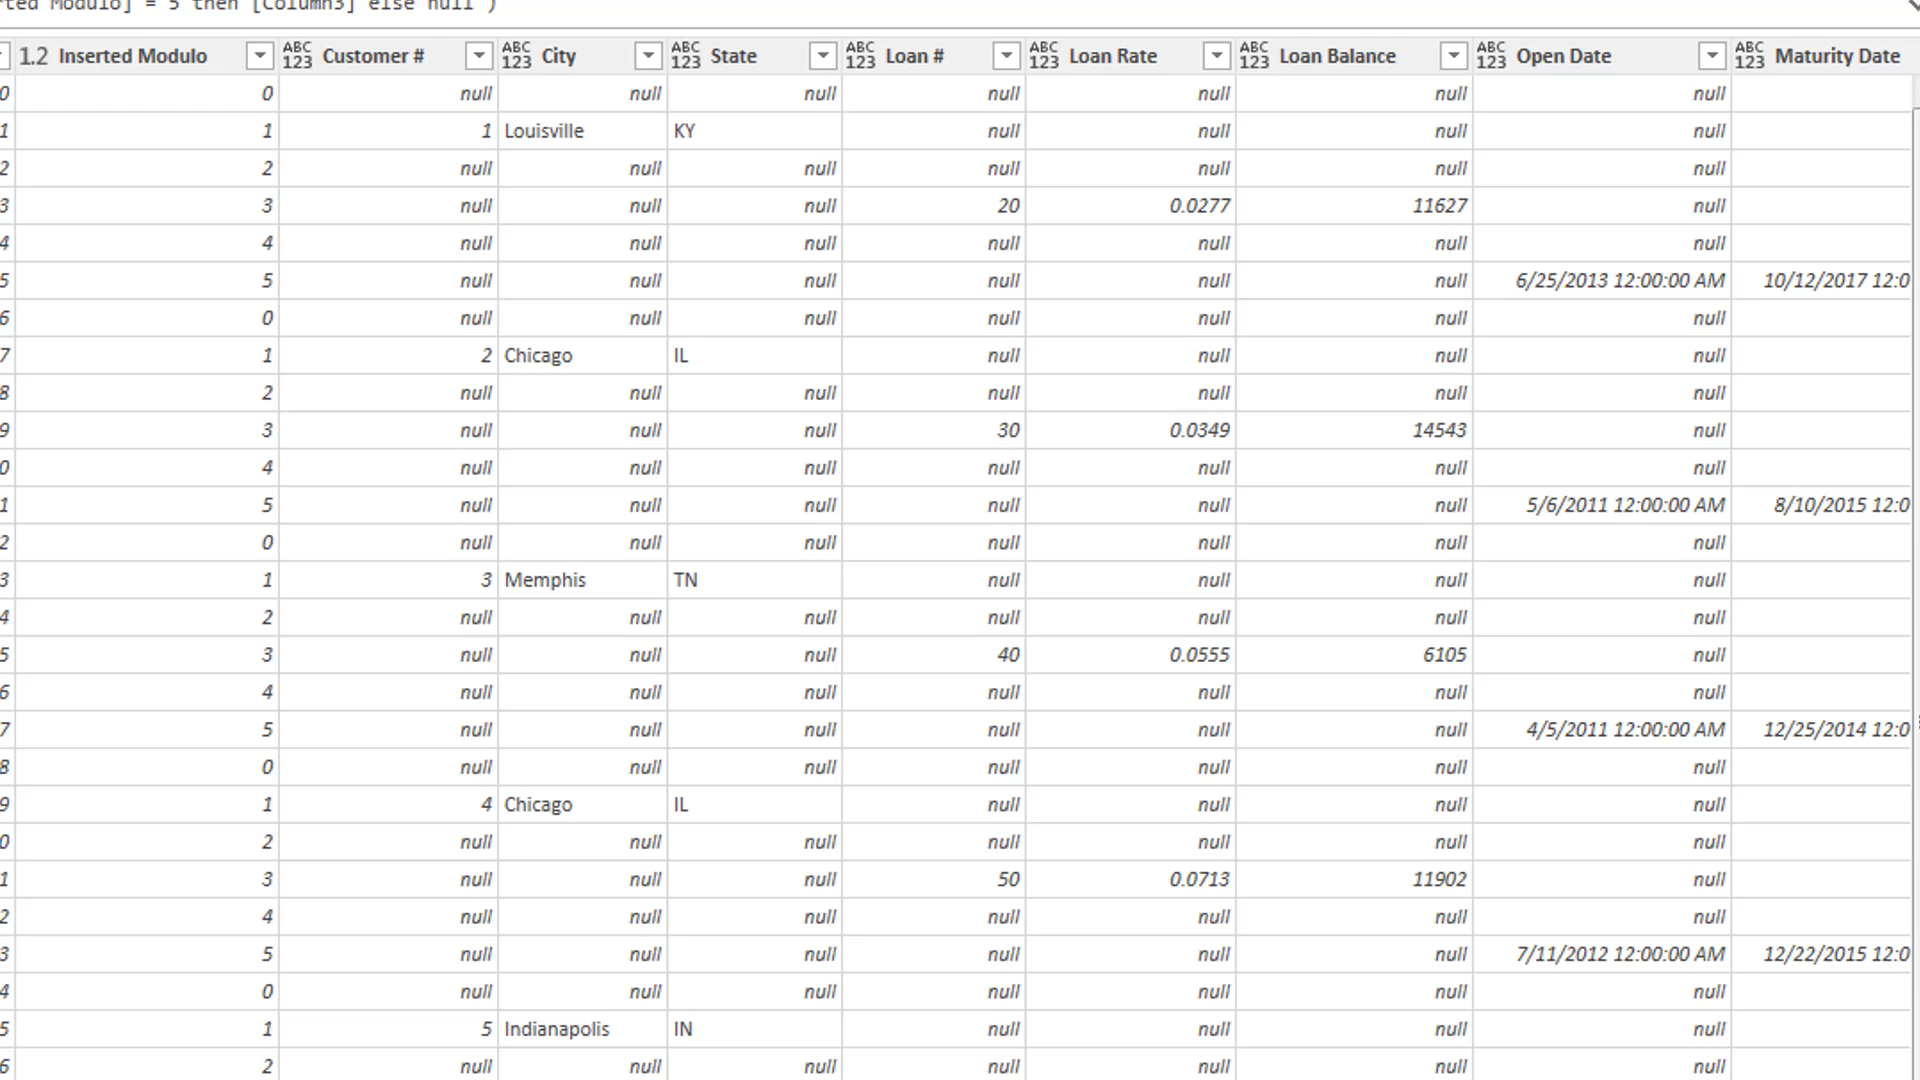 rted Modulo] = 5 then [Column3] else null )
1.2 Inserted Modulo ABC 123 Customer # ABC 123 City ABC 123 State ABC 123 Loan # ABC 123 Loan Rate ABC 123 Loan Balance ABC 123 Open Date ABC 123 Maturity Date
0 0 null null null null null null null
1 1 1 Louisville KY null null null null
2 2 null null null null null null null
3 3 null null null 20 0.0277 11627 null
4 4 null null null null null null null
5 5 null null null null null null 6/25/2013 12:00:00 AM 10/12/2017 12:0
6 0 null null null null null null null
7 1 2 Chicago IL null null null null
8 2 null null null null null null null
9 3 null null null 30 0.0349 14543 null
0 4 null null null null null null null
1 5 null null null null null null 5/6/2011 12:00:00 AM 8/10/2015 12:0
2 0 null null null null null null null
3 1 3 Memphis TN null null null null
4 2 null null null null null null null
5 3 null null null 40 0.0555 6105 null
6 4 null null null null null null null
7 5 null null null null null null 4/5/2011 12:00:00 AM 12/25/2014 12:0
8 0 null null null null null null null
9 1 4 Chicago IL null null null null
0 2 null null null null null null null
1 3 null null null 50 0.0713 11902 null
2 4 null null null null null null null
3 5 null null null null null null 7/11/2012 12:00:00 AM 12/22/2015 12:0
4 0 null null null null null null null
5 1 5 Indianapolis IN null null null null
6 2 null null null null null null null